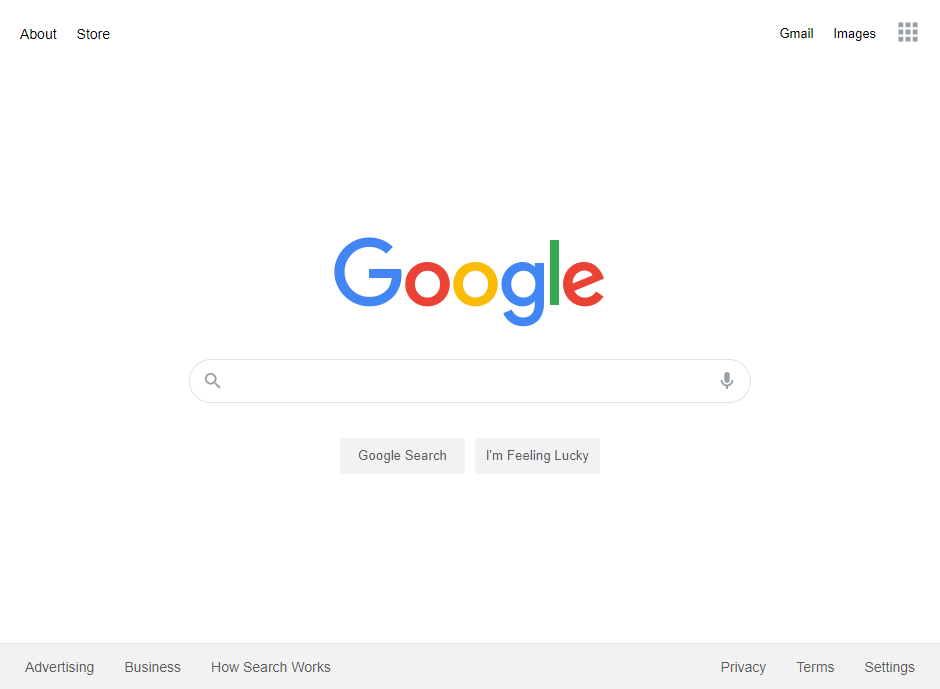 About Store Gmail Images
Google
Google Search I'm Feeling Lucky
Advertising Business How Search Works Privacy Terms Settings